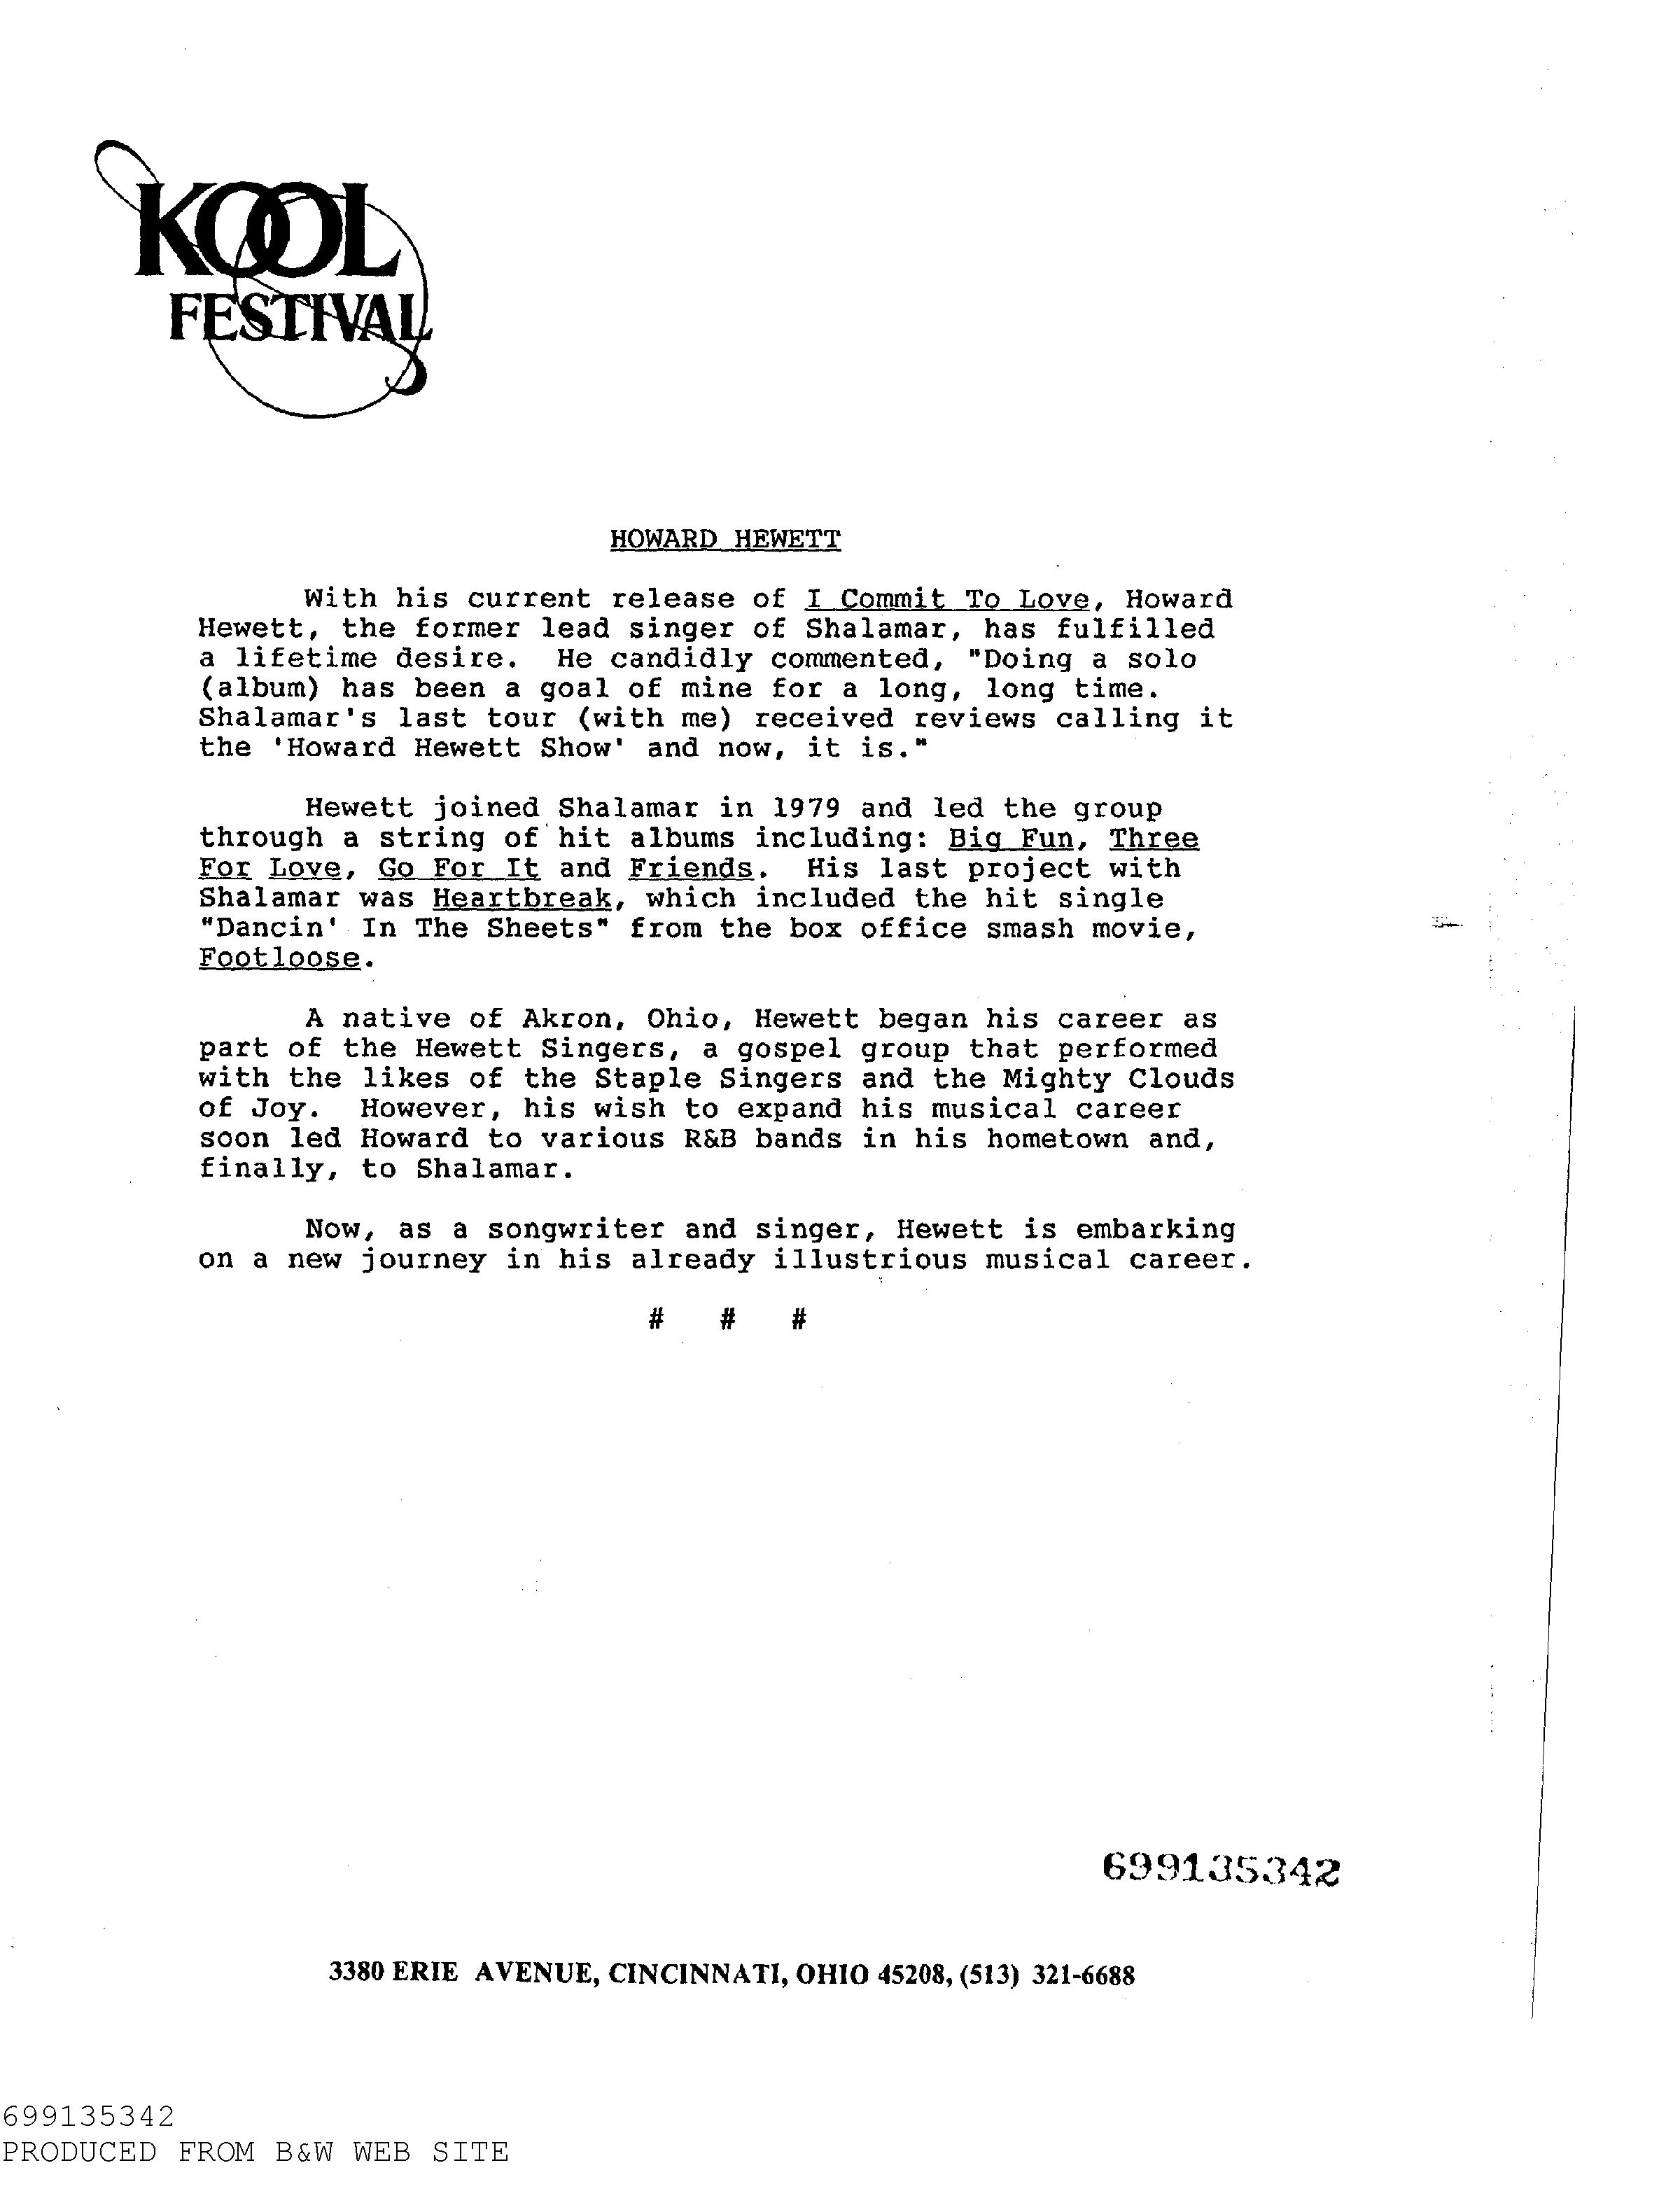 KOOL
FESTIVAL
HOWARD HEWETT
With his current release of I Commit To Love, Howard
Hewett, the former lead singer of Shalamar, has fulfilled
a lifetime desire. He candidly commented, "Doing a solo
(album) has been a goal of mine for a long, long time.
Shalamar's last tour (with me) received reviews calling it
the 'Howard Hewett Show' and now, it is."
Hewett joined Shalamar in 1979 and led the group
through a string of hit albums including: Big Fun, Three
For Love, Go For It and Friends. His last project with
Shalamar was Heartbreak, which included the hit single
"Dancin' In The Sheets" from the box office smash movie,
Footloose.
A native of Akron, Ohio, Hewett began his career as
part of the Hewett Singers, a gospel group that performed
with the likes of the Staple Singers and the Mighty Clouds
of Joy. However, his wish to expand his musical career
soon led Howard to various R&B bands in his hometown and,
finally, to Shalamar.
Now, as a songwriter and singer, Hewett is embarking
on a new journey in his already illustrious musical career.
# # #
699135342
3380 ERIE AVENUE, CINCINNATI, OHIO 45208, (513) 321-6688
699135342
PRODUCED FROM B&W WEB SITE